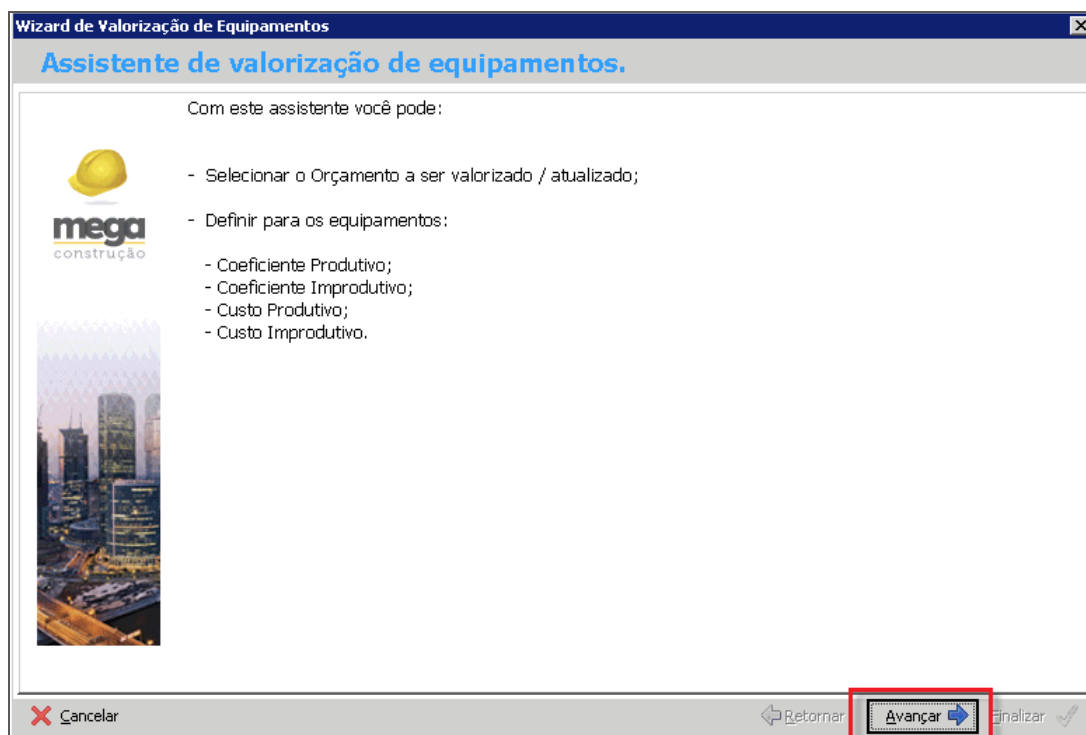 Wizard de Valorização de Equipamentos
Assistente de valorização de equipamentos.
Com este assistente você pode:
- Selecionar o Orçamento a ser valorizado / atualizado;
- Definir para os equipamentos:
- Coeficiente Produtivo;
- Coeficiente Improdutivo;
- Custo Produtivo;
- Custo Improdutivo.
mega
construção
Cancelar
Retornar
Avançar
Finalizar